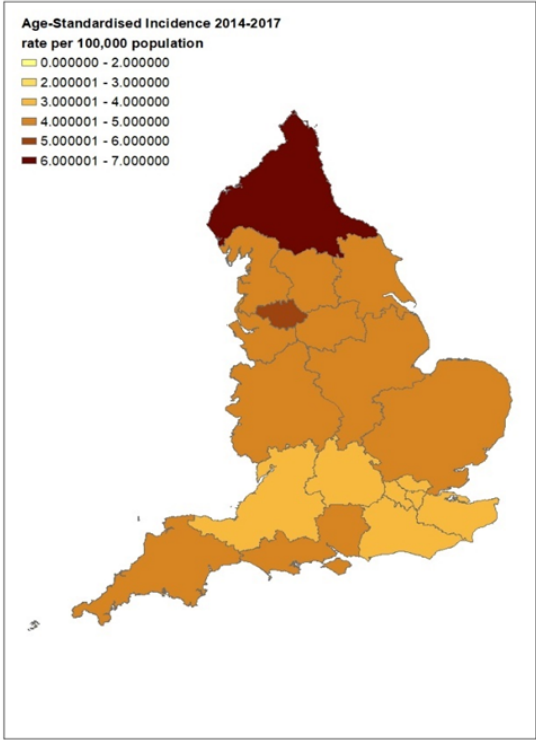 Age-Standardised Incidence 2014-2017
rate per 100,000 population
0.000000 - 2.000000
2.000001 - 3.000000
3.000001 - 4.000000
4.000001 - 5.000000
5.000001 - 6.000000
6.000001 - 7.000000